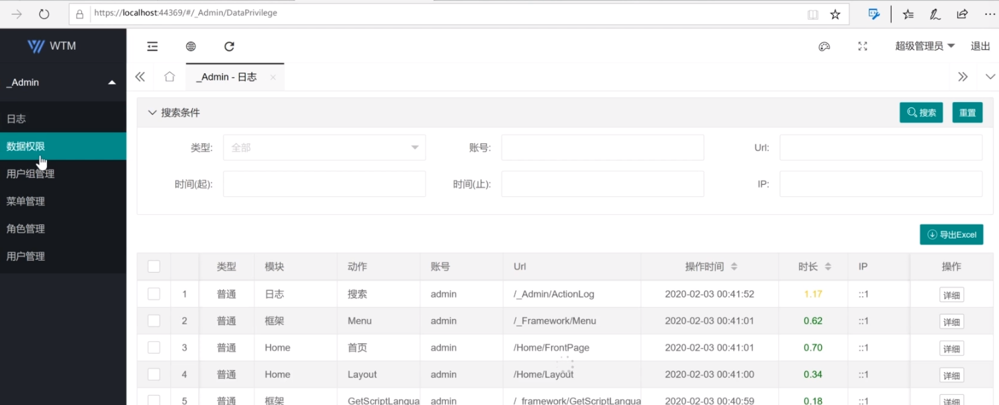 https://localhost:44369/#/_Admin/DataPrivilege
WTM
超级管理员
退出
_Admin
_Admin - 日志
日志
数据权限
用户组管理
菜单管理
角色管理
用户管理
搜索条件
搜索
重置
类型:
全部
账号:
Url:
时间(起):
时间(止):
IP:
导出Excel
类型 模块 动作 账号 Url 操作时间 时长 IP 操作
1 普通 日志 搜索 admin /_Admin/ActionLog 2020-02-03 00:41:52 1.17 ::1 详细
2 普通 框架 Menu admin /_Framework/Menu 2020-02-03 00:41:01 0.62 ::1 详细
3 普通 Home 首页 admin /Home/FrontPage 2020-02-03 00:41:01 0.70 ::1 详细
4 普通 Home Layout admin /Home/Layout 2020-02-03 00:41:00 0.34 ::1 详细
5 普通 框架 GetScriptLangua admin /_framework/GetScriptLangua 2020-02-03 00:40:59 0.18 ::1 详细